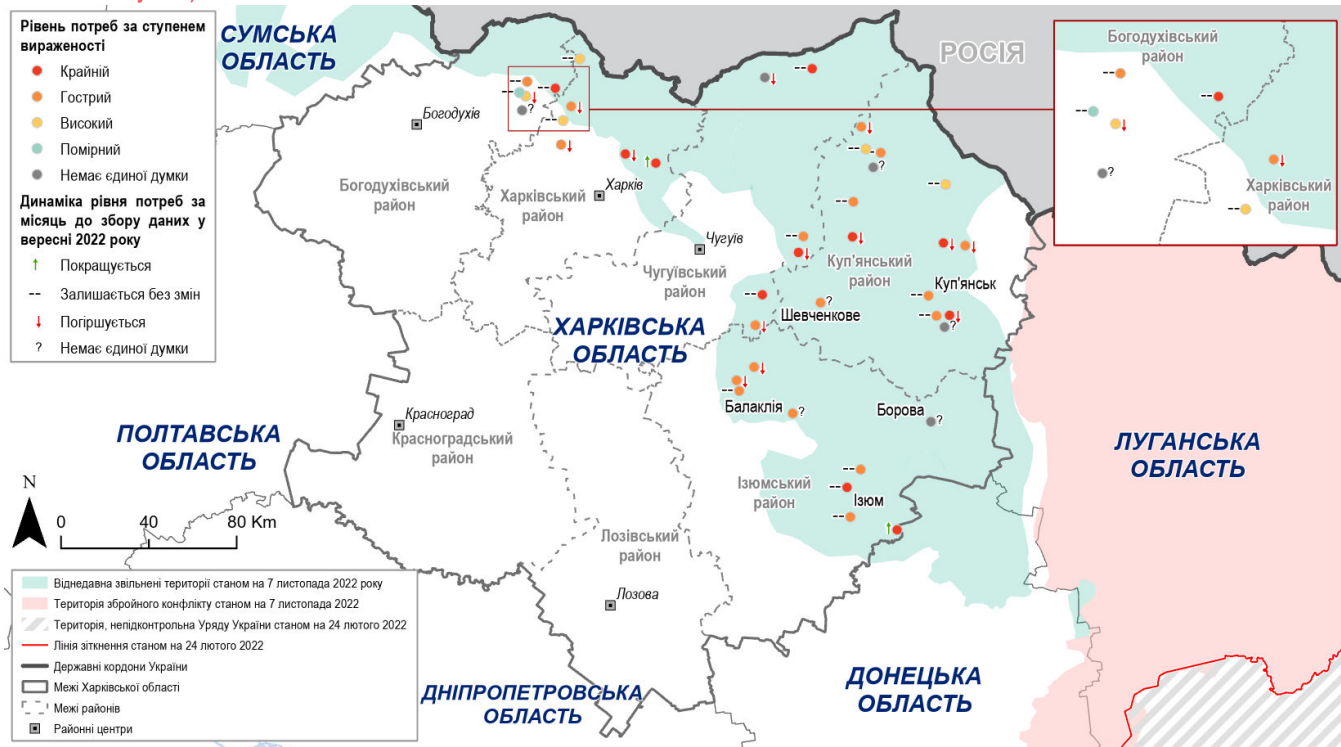 СУМСЬКА
ОБЛАСТЬ
РОСІЯ
Рівень потреб за ступенем
вираженості
Крайній
Гострий
Високий
Помірний
Немає єдиної думки
Динаміка рівня потреб за
місяць до збору даних у
вересні 2022 року
↑ Покращується
-- Залишається без змін
↓ Погіршується
? Немає єдиної думки
Богодухівський
район
?
Харківський
район
Богодухів
?
Богодухівський
район
Харківський
район
Харків
Чугуїв
Чугуївський
район
?
Куп'янський
район
Куп'янськ
?
Шевченкове
?
ХАРКІВСЬКА
ОБЛАСТЬ
Балаклія
?
Борова
?
Красноград
Красноградський
район
ПОЛТАВСЬКА
ОБЛАСТЬ
ЛУГАНСЬКА
ОБЛАСТЬ
Ізюмський
район
Ізюм
N
0 40 80 Km
Лозівський
район
Лозова
Віднедавна звільнені території станом на 7 листопада 2022 року
Територія збройного конфлікту станом на 7 листопада 2022
Територія, непідконтрольна Уряду України станом на 24 лютого 2022
Лінія зіткнення станом на 24 лютого 2022
Державні кордони України
Межі Харківської області
Межі районів
Районні центри
ДНІПРОПЕТРОВСЬКА
ОБЛАСТЬ
ДОНЕЦЬКА
ОБЛАСТЬ